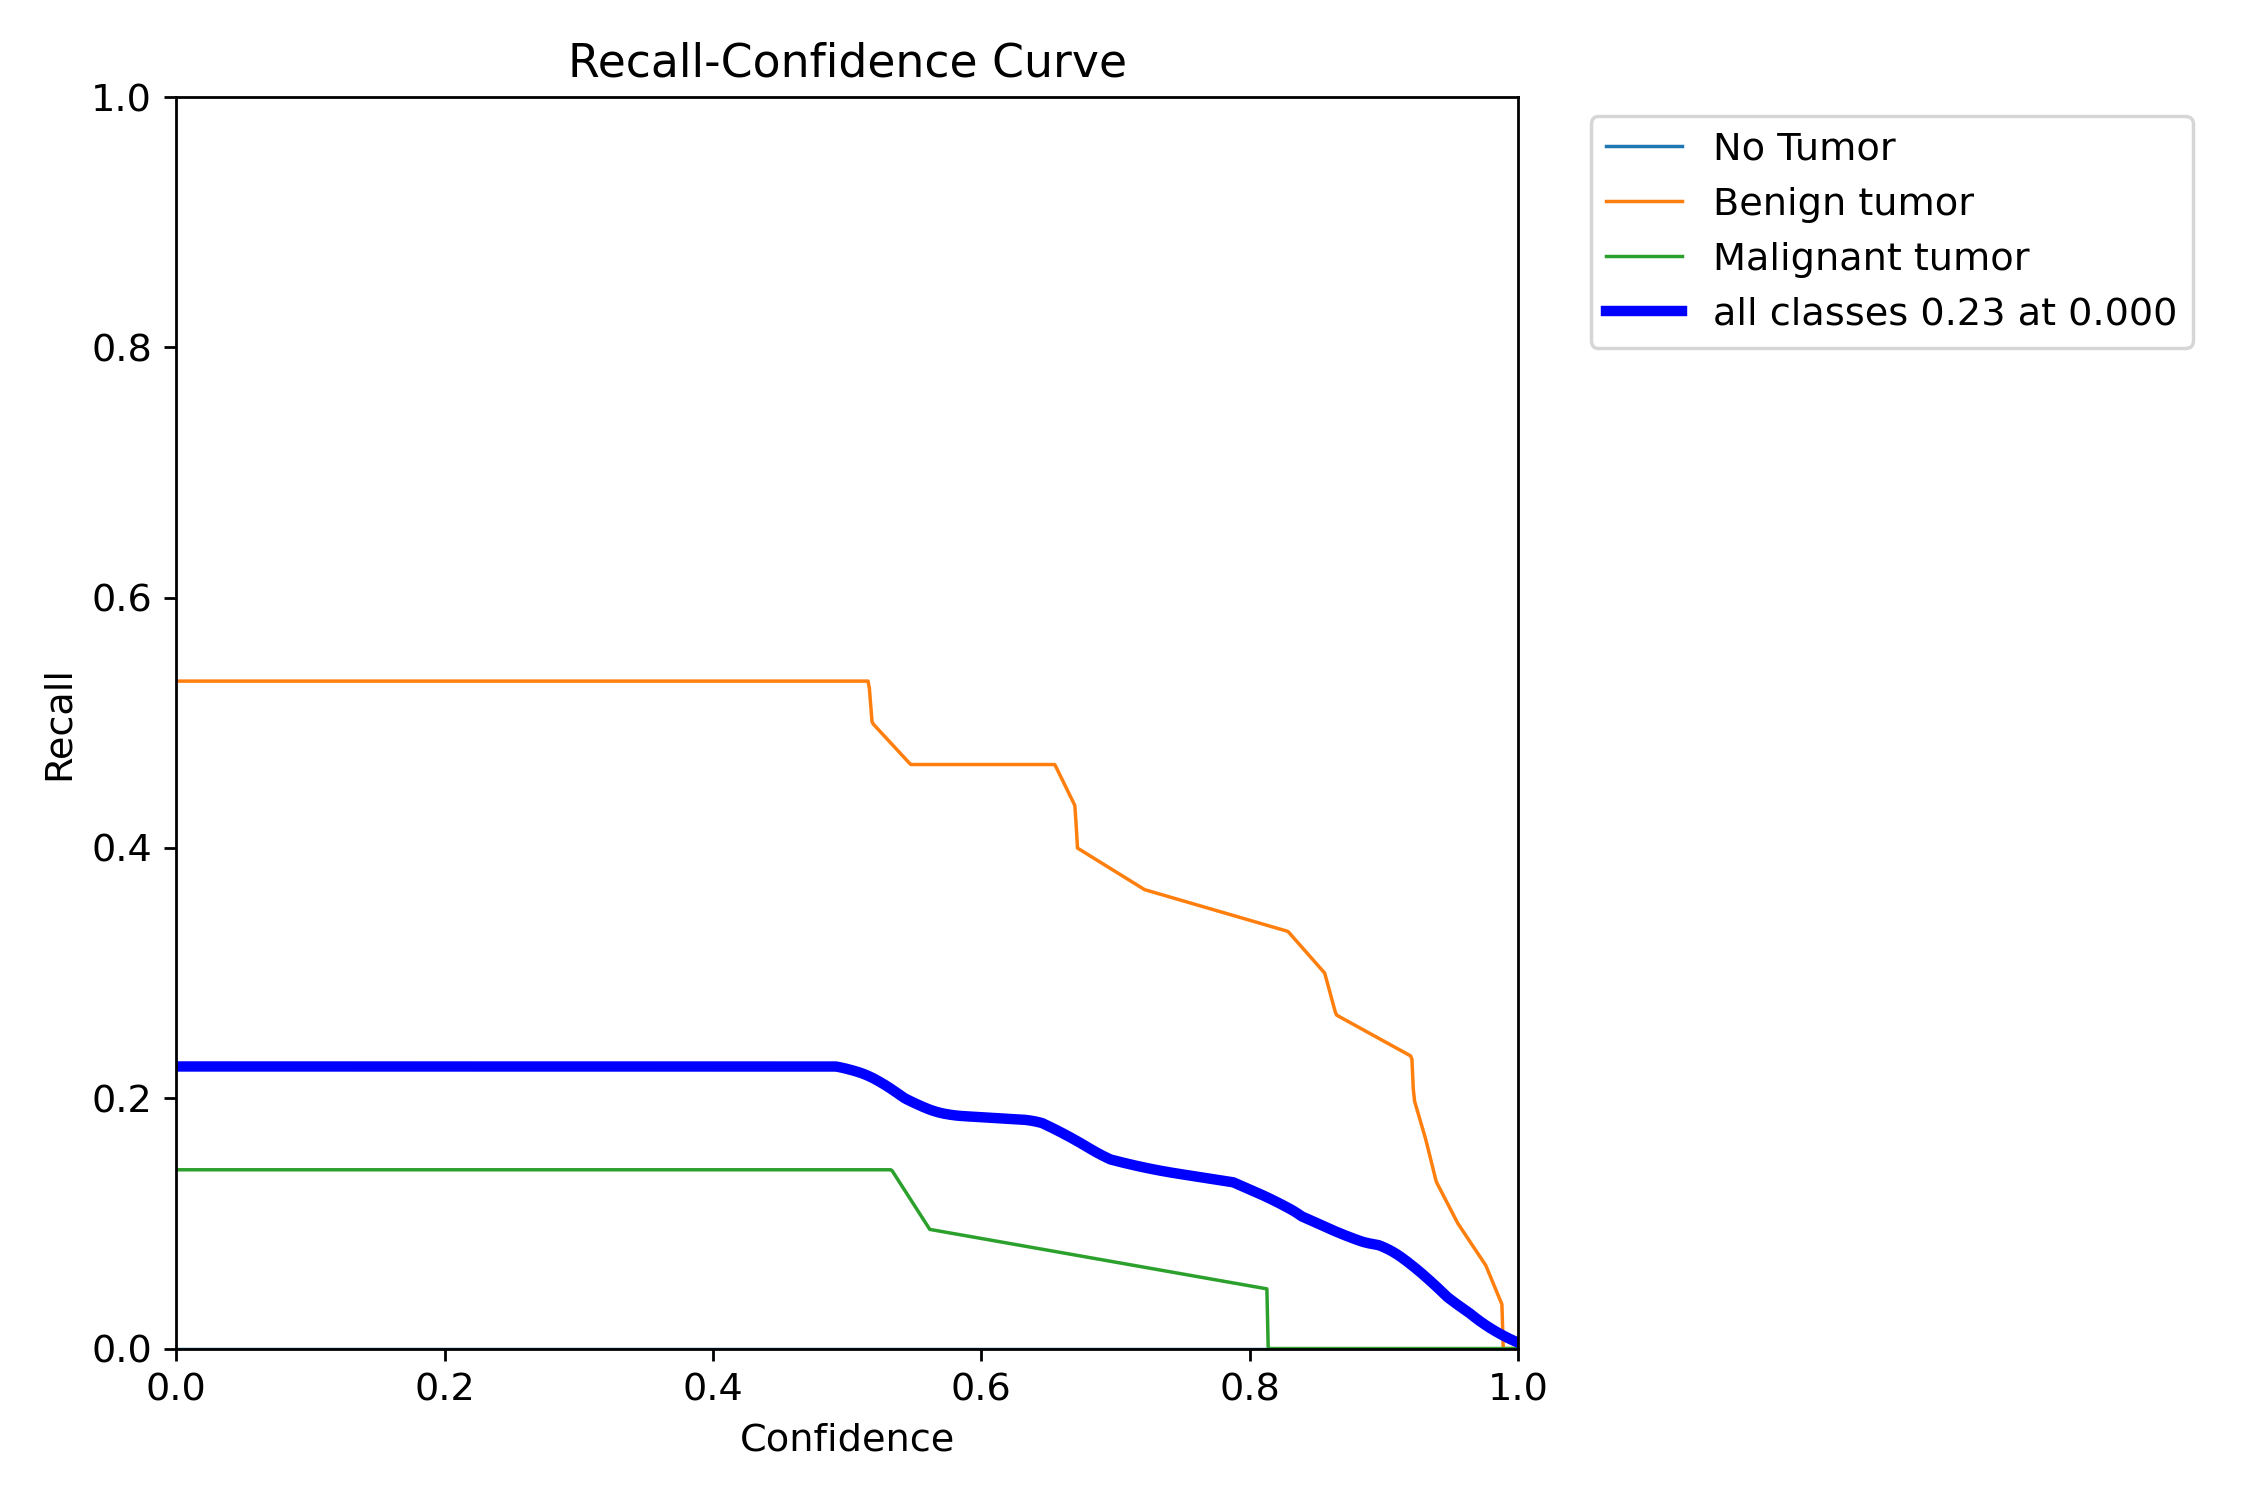 Recall-Confidence Curve
1.0
0.8
0.6
0.4
0.2
0.0
Recall
0.0 0.2 0.4 0.6 0.8 1.0
Confidence
No Tumor
Benign tumor
Malignant tumor
all classes 0.23 at 0.000